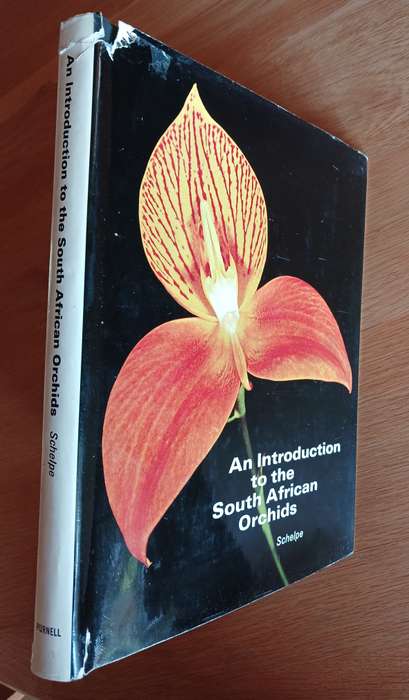 An Introduction to the South African Orchids Schelpe
PURNELL
An Introduction
to the
South African
Orchids
Schelpe